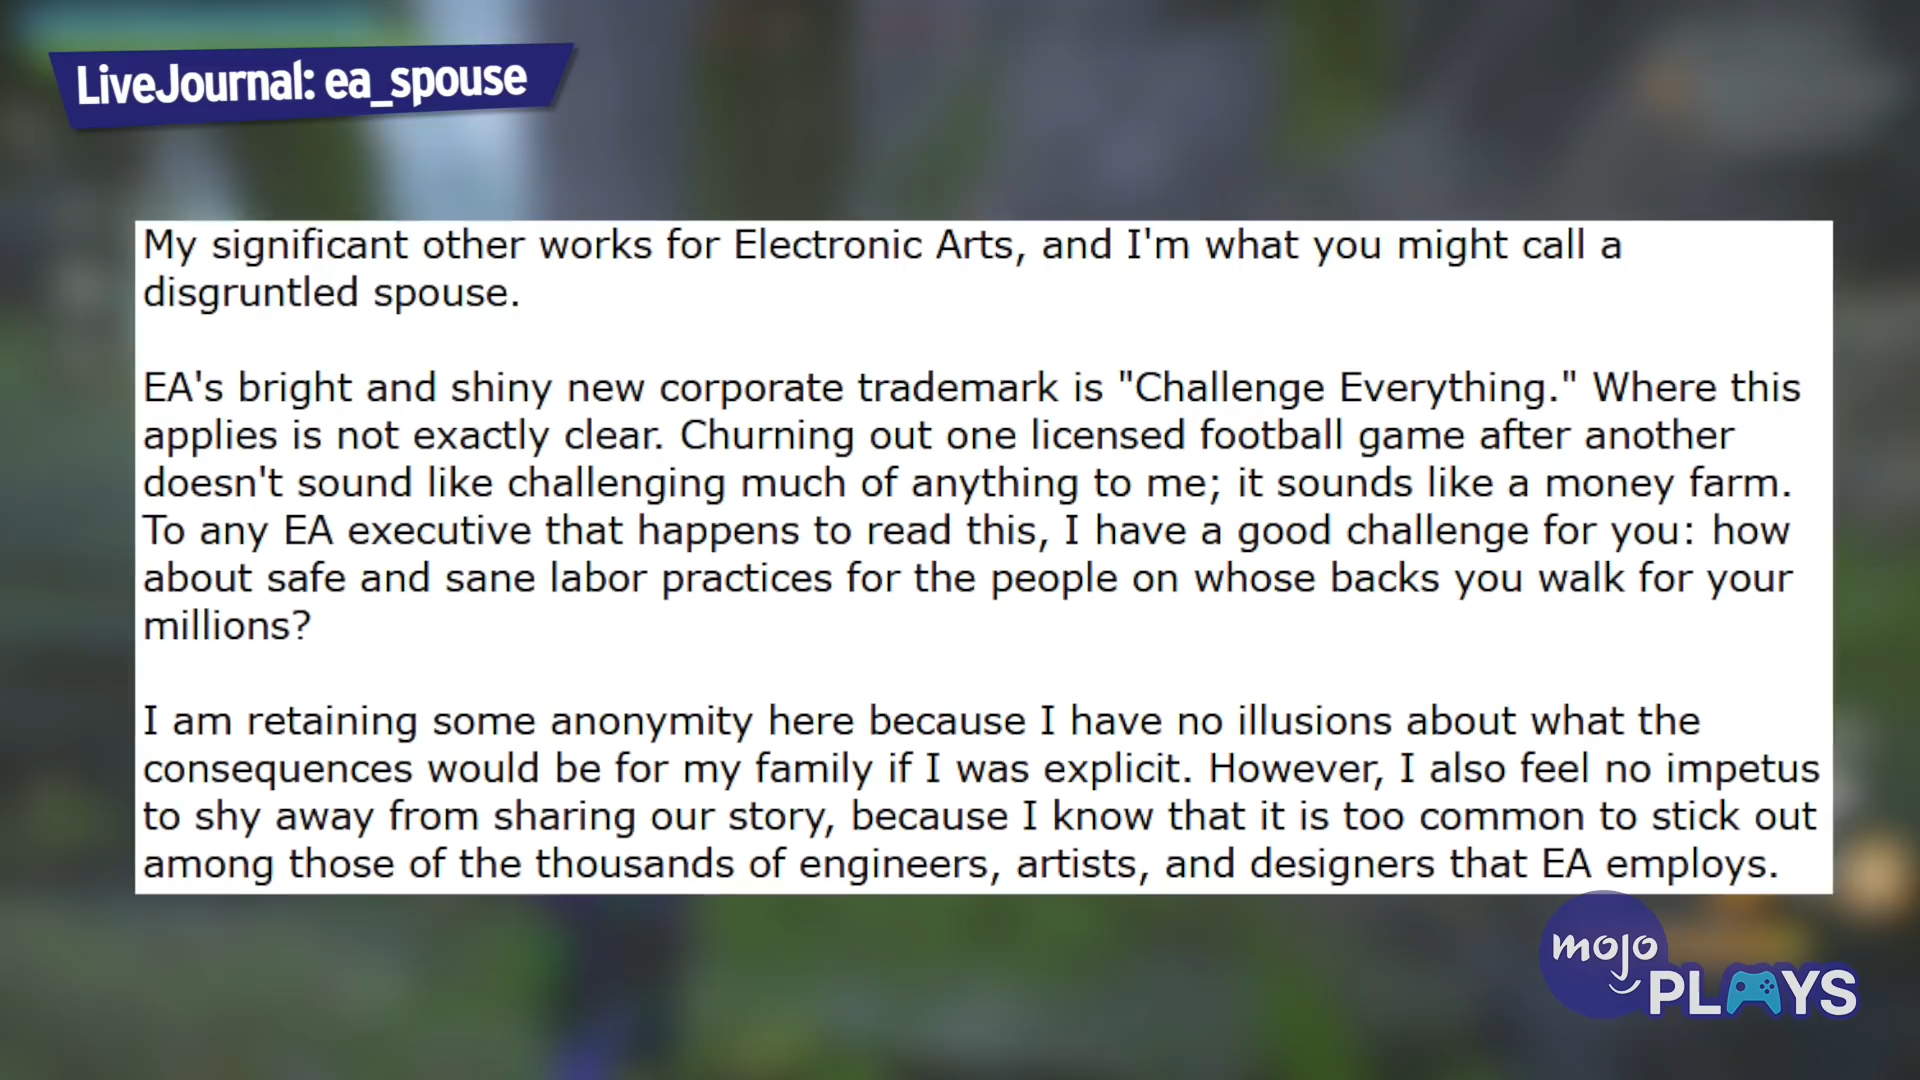 LiveJournal: ea_spouse
My significant other works for Electronic Arts, and I'm what you might call a
disgruntled spouse.
EA's bright and shiny new corporate trademark is "Challenge Everything." Where this
applies is not exactly clear. Churning out one licensed football game after another
doesn't sound like challenging much of anything to me; it sounds like a money farm.
To any EA executive that happens to read this, I have a good challenge for you: how
about safe and sane labor practices for the people on whose backs you walk for your
millions?
I am retaining some anonymity here because I have no illusions about what the
consequences would be for my family if I was explicit. However, I also feel no impetus
to shy away from sharing our story, because I know that it is too common to stick out
among those of the thousands of engineers, artists, and designers that EA employs.
mojo
PLAYS